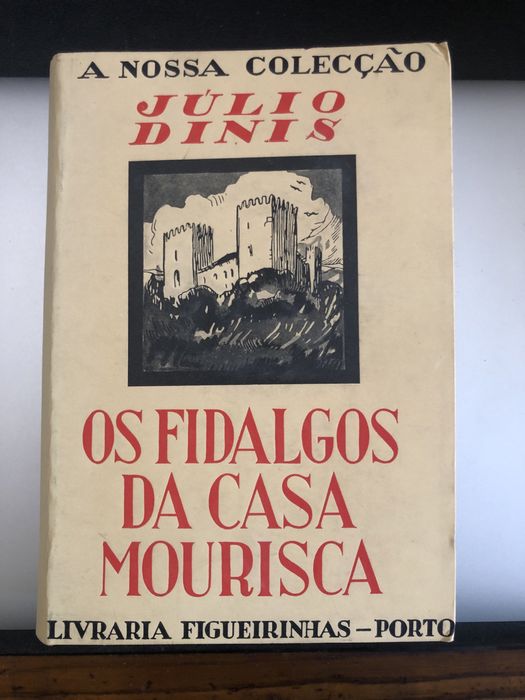 A NOSSA COLECÇÃO
JÚLIO
DINIS
OS FIDALGOS
DA CASA
MOURISCA
LIVRARIA FIGUEIRINHAS—PORTO